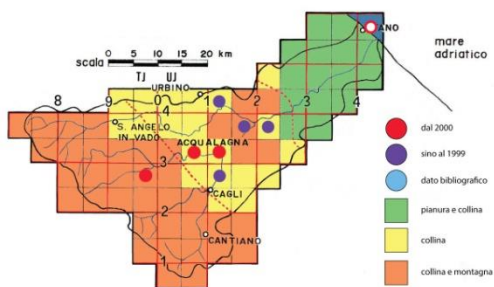 0 5 10 15 20 km
scala
TJ UJ
ANO
mare
adriatico
URBINO
8 9 0 1 2 3 4
4
S. ANGELO
IN VADO
ACQUALAGNA
3
CAGLI
2
CANTIANO
1
dal 2000
sino al 1999
dato bibliografico
pianura e collina
collina
collina e montagna